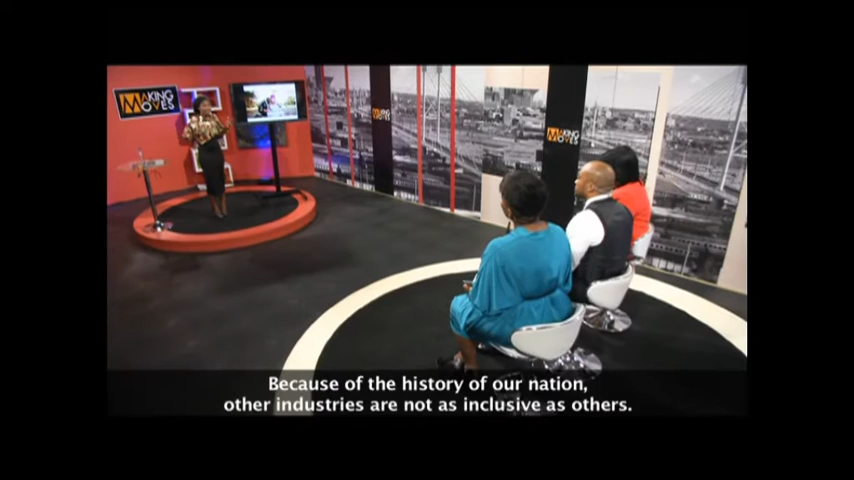 MAKING
MOVES
MAKING
MOVES
MAKING
MOVES
Because of the history of our nation,
other industries are not as inclusive as others.